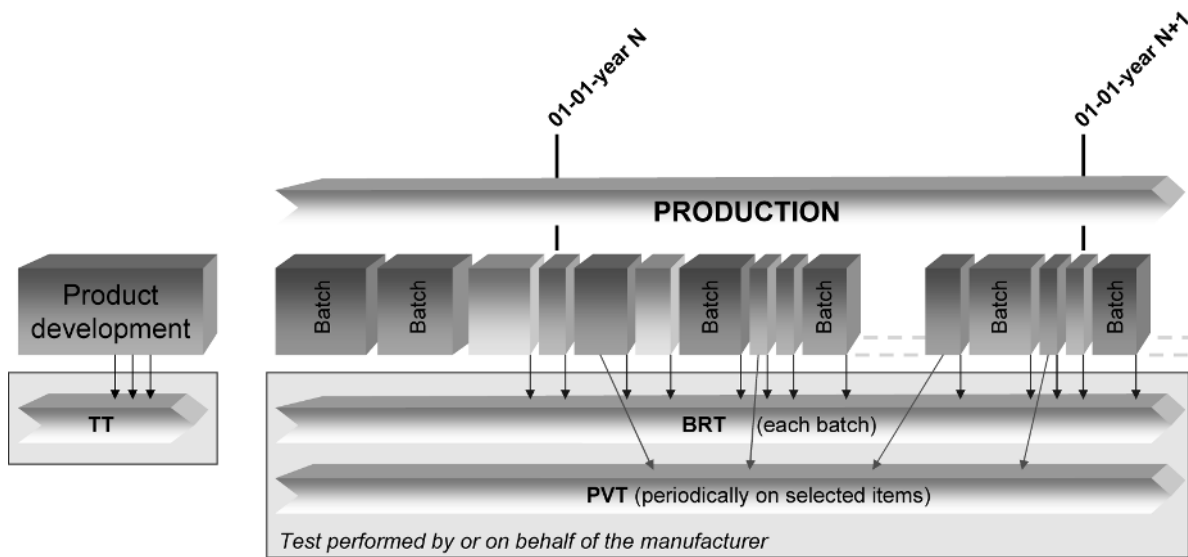 01-01-year N
01-01-year N+1
PRODUCTION
Product
development
Batch
Batch
Batch
Batch
Batch
Batch
TT
BRT (each batch)
PVT (periodically on selected items)
Test performed by or on behalf of the manufacturer